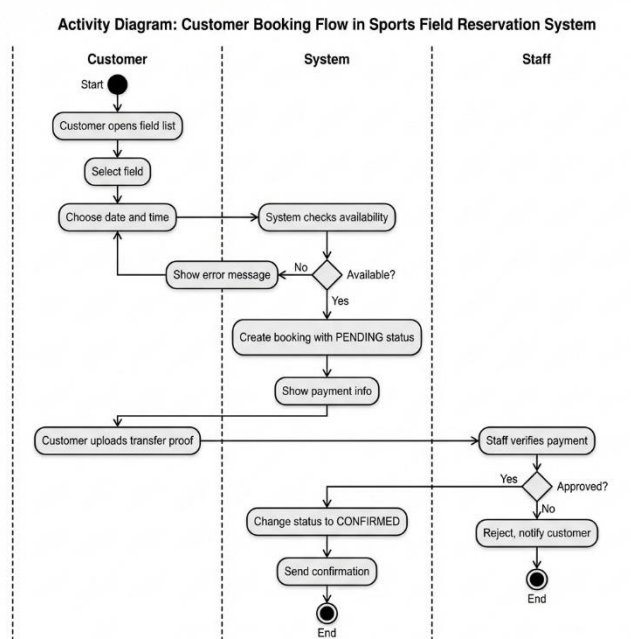 Activity Diagram: Customer Booking Flow in Sports Field Reservation System
Customer
System
Staff
Start
Customer opens field list
Select field
Choose date and time
System checks availability
Show error message
No
Available?
Yes
Create booking with PENDING status
Show payment info
Customer uploads transfer proof
Staff verifies payment
Yes
Approved?
No
Change status to CONFIRMED
Reject, notify customer
Send confirmation
End
End